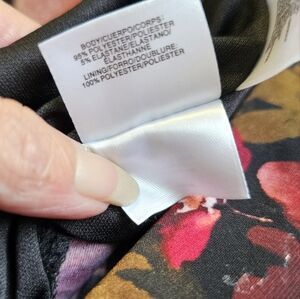 BODY/CUERPO/CORPS:
95% POLYESTER/POLIESTER
5% ELASTANE/ELASTANO/
ELASTHANNE
LINING/FORRO/DOUBLURE:
100% POLYESTER/POLIESTER